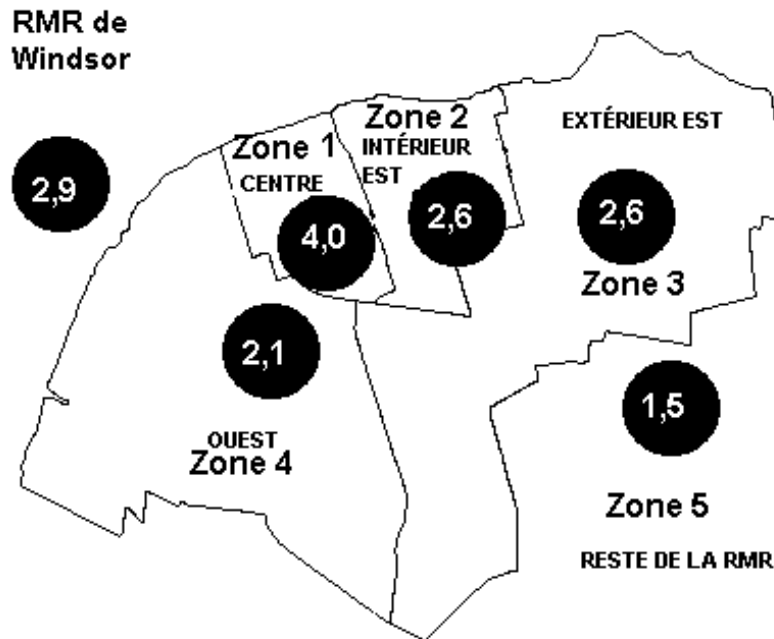 RMR de
Windsor
2,9
Zone 1
CENTRE
4,0
Zone 2
INTÉRIEUR
EST
2,6
EXTÉRIEUR EST
2,6
Zone 3
2,1
OUEST
Zone 4
1,5
Zone 5
RESTE DE LA RMR